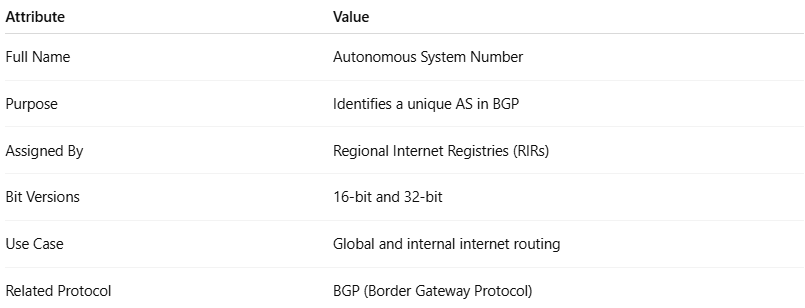 Attribute Value
Full Name Autonomous System Number
Purpose Identifies a unique AS in BGP
Assigned By Regional Internet Registries (RIRs)
Bit Versions 16-bit and 32-bit
Use Case Global and internal internet routing
Related Protocol BGP (Border Gateway Protocol)